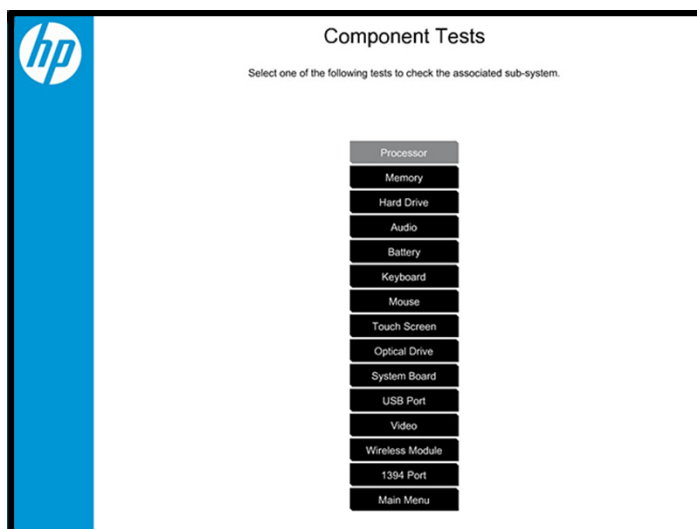 hp
Component Tests
Select one of the following tests to check the associated sub-system.
Processor
Memory
Hard Drive
Audio
Battery
Keyboard
Mouse
Touch Screen
Optical Drive
System Board
USB Port
Video
Wireless Module
1394 Port
Main Menu